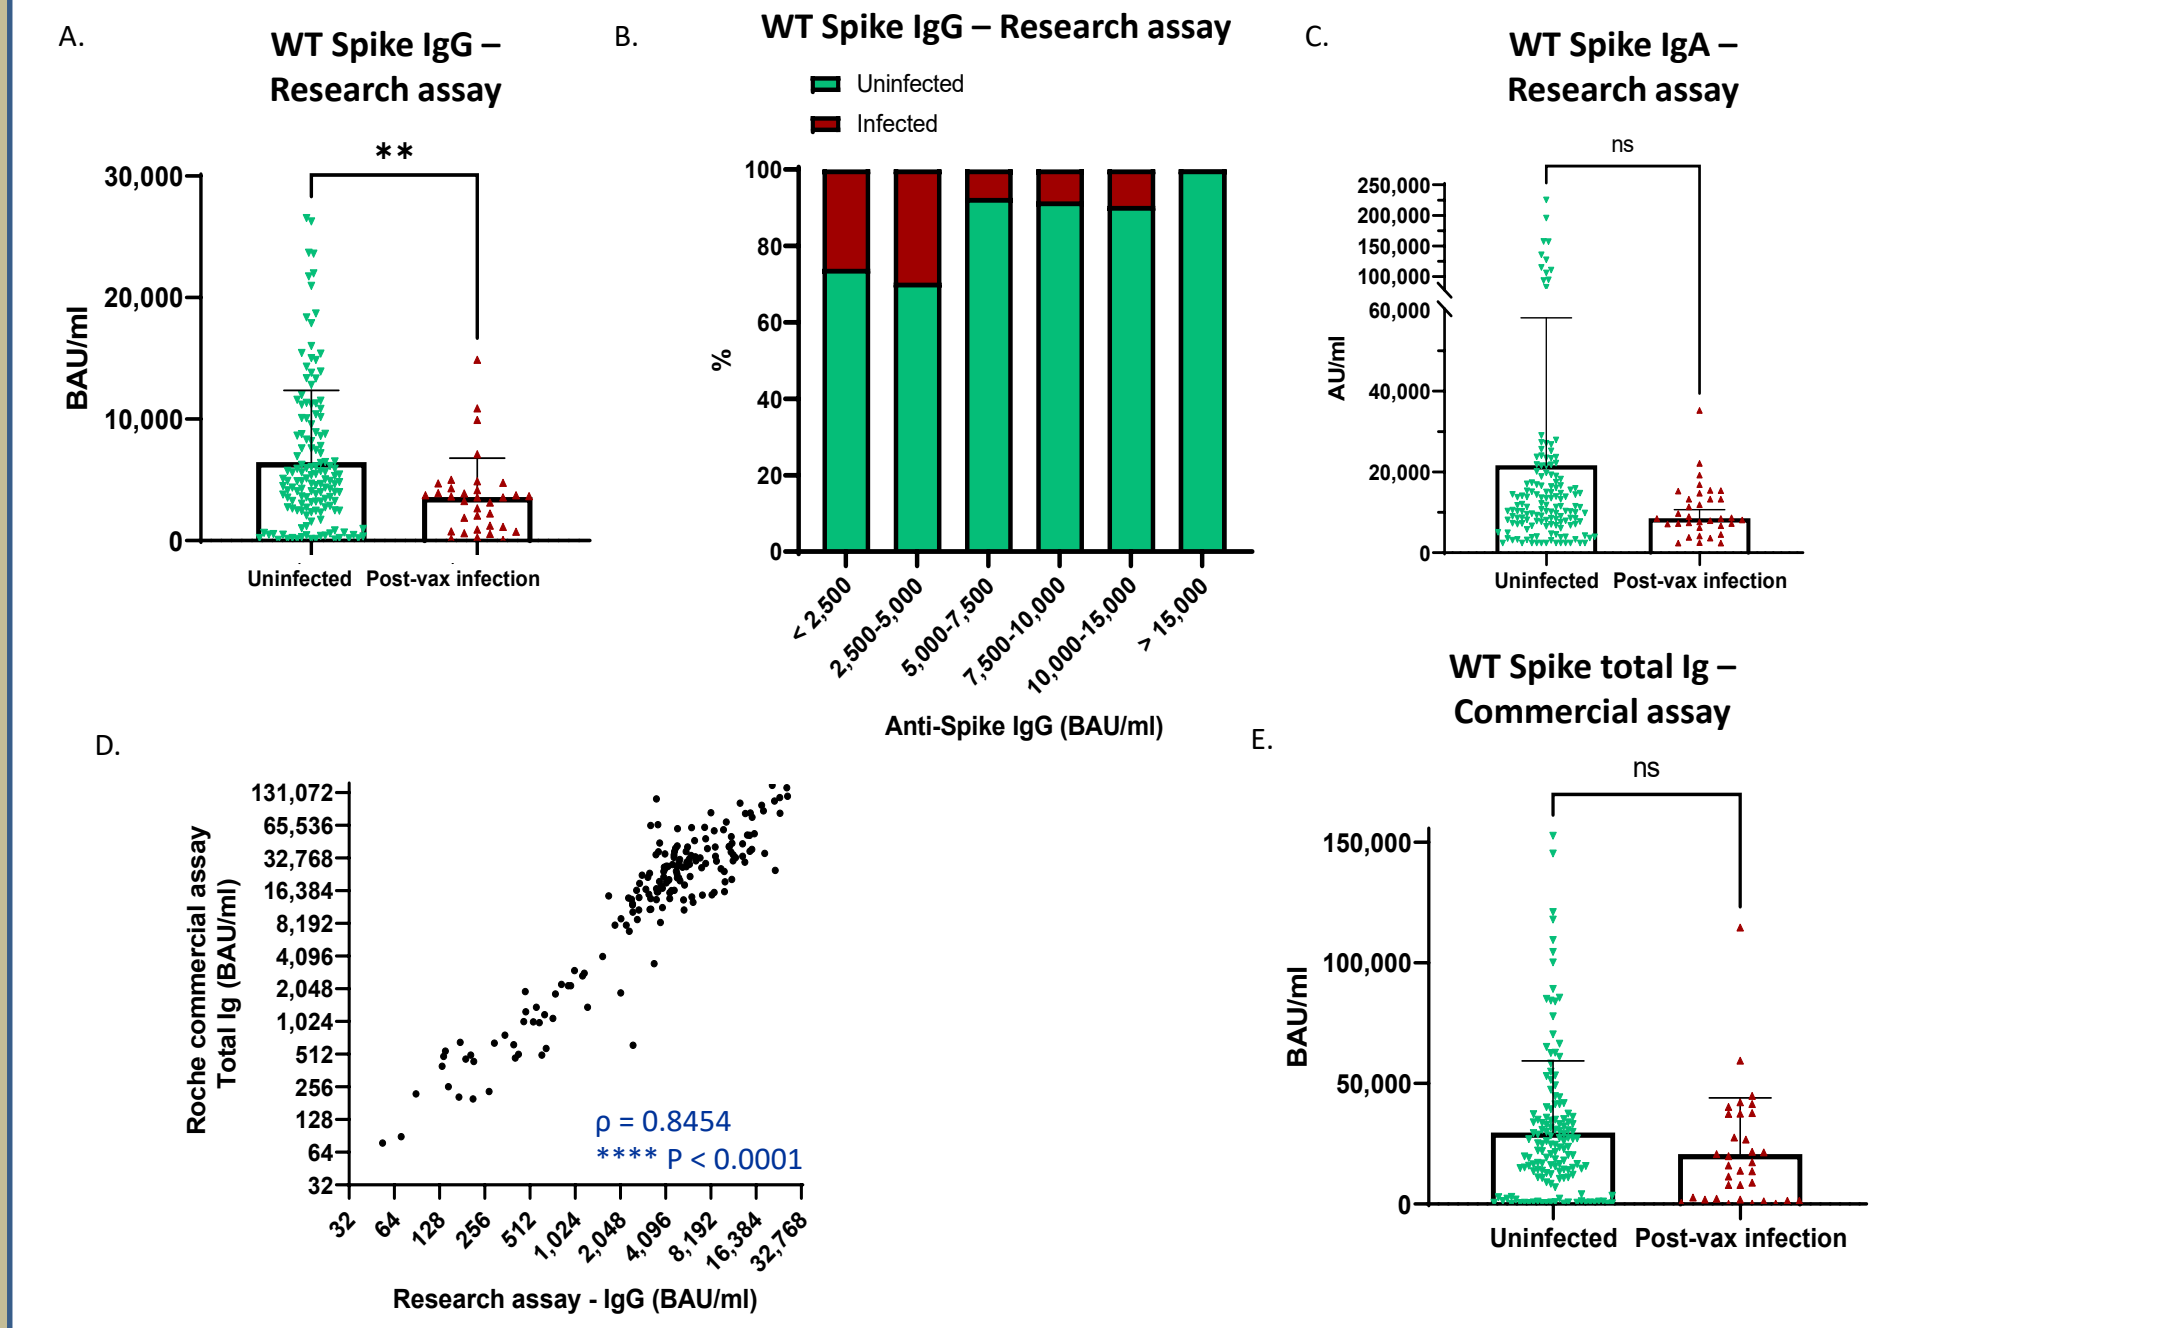 A.
WT Spike IgG –
Research assay
**
30,000
20,000
10,000
0
BAU/ml
Uninfected
Post-vax infection
B.
WT Spike IgG – Research assay
Uninfected
Infected
100
80
60
40
20
0
%
< 2,500
2,500-5,000
5,000-7,500
7,500-10,000
10,000-15,000
> 15,000
Anti-Spike IgG (BAU/ml)
C.
WT Spike IgA –
Research assay
ns
250,000
200,000
150,000
100,000
60,000
40,000
20,000
0
AU/ml
Uninfected
Post-vax infection
D.
131,072
65,536
32,768
16,384
8,192
4,096
2,048
1,024
512
256
128
64
32
Roche commercial assay
Total Ig (BAU/ml)
ρ = 0.8454
**** P < 0.0001
32
64
128
256
512
1,024
2,048
4,096
8,192
16,384
32,768
Research assay - IgG (BAU/ml)
E.
WT Spike total Ig –
Commercial assay
ns
150,000
100,000
50,000
0
BAU/ml
Uninfected
Post-vax infection